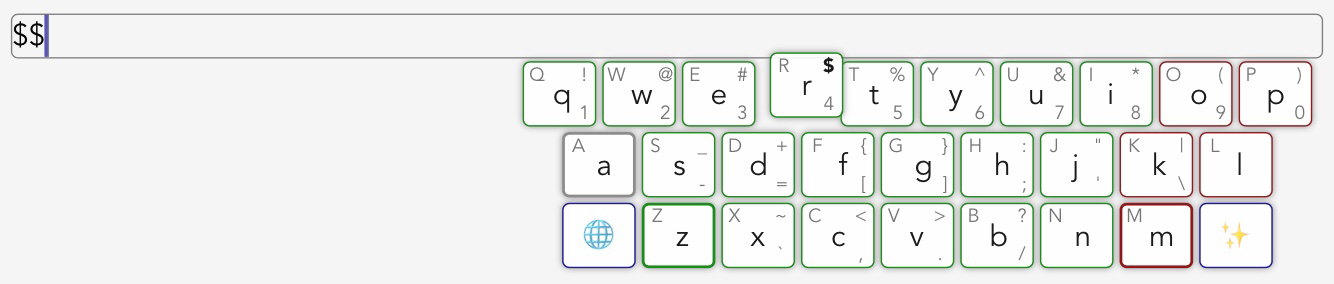 $$
Q ! q 1 W @ w 2 E # e 3 R $ r 4 T % t 5 Y ^ y 6 U & u 7 I * i 8 O ( o 9 P ) p 0
A a S _ s - D + d = F { f [ G } g ] H : h ; J " j ' K | k \ L l
Z z X ~ x ` C < c , V > v . B ? b / N n M m